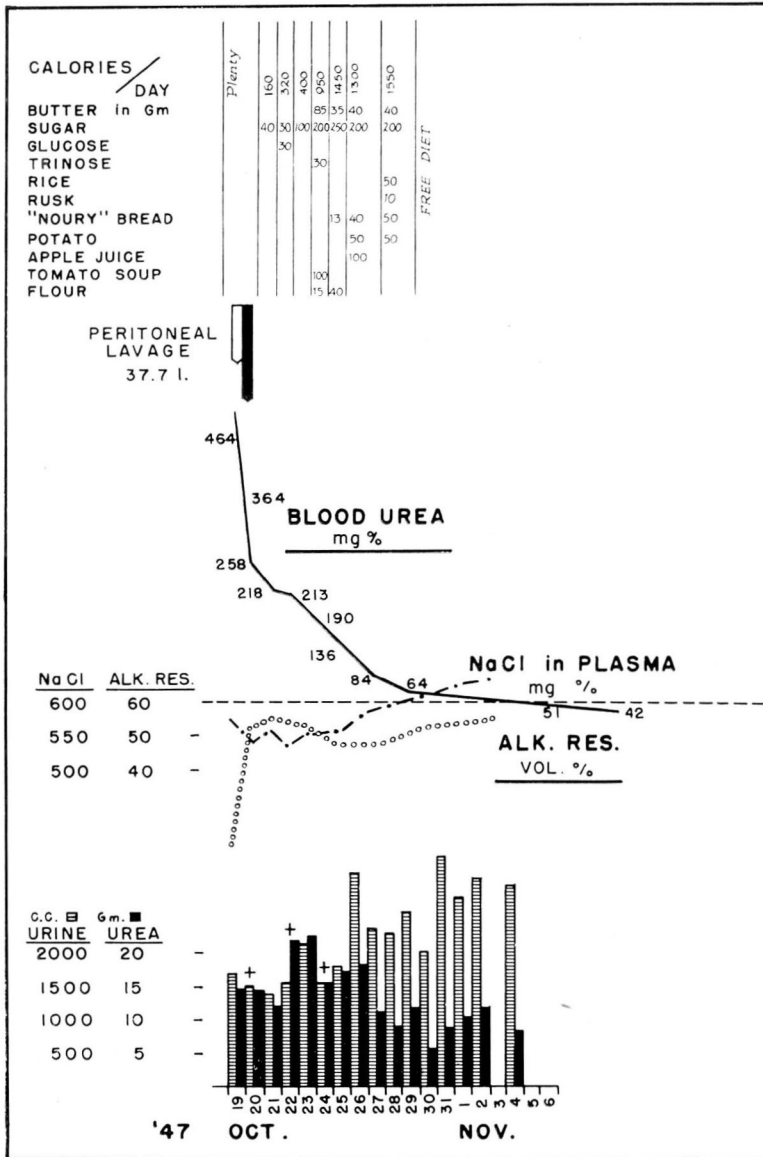 CALORIES / DAY Plenty 160 320 400 950 1450 1300 1550
BUTTER in Gm 85 35 40 40
SUGAR 40 30 100 200 250 200 200
GLUCOSE 30
TRINOSE 30
RICE 50
RUSK 10
"NOURY" BREAD 13 40 50
POTATO 50 50
APPLE JUICE 100
TOMATO SOUP 100
FLOUR 15 40
FREE DIET
PERITONEAL
LAVAGE
37.7 l.
464
364
BLOOD UREA
mg %
258
218 213
190
136
84 64
NaCl in PLASMA
mg %
51 42
NaCl ALK. RES.
600 60
550 50 -
500 40 -
ALK. RES.
VOL. %
C.C. Gm.
URINE UREA
2000 20 -
1500 15 -
1000 10 -
500 5 -
+ + +
19 20 21 22 23 24 25 26 27 28 29 30 31 1 2 3 4 5 6
'47 OCT. NOV.